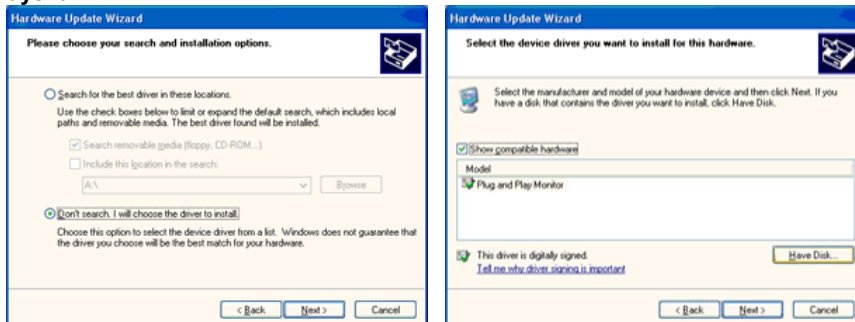 Hardware Update Wizard
Please choose your search and installation options.
Search for the best driver in these locations.
Use the check boxes below to limit or expand the default search, which includes local
paths and removable media. The best driver found will be installed.
Search removable media (floppy, CD-ROM...)
Include this location in the search:
A:\
Browse
Don't search. I will choose the driver to install.
Choose this option to select the device driver from a list. Windows does not guarantee that
the driver you choose will be the best match for your hardware.
< Back
Next >
Cancel
Hardware Update Wizard
Select the device driver you want to install for this hardware.
Select the manufacturer and model of your hardware device and then click Next. If you
have a disk that contains the driver you want to install, click Have Disk.
Show compatible hardware
Model
Plug and Play Monitor
This driver is digitally signed.
Have Disk...
Tell me why driver signing is important
< Back
Next >
Cancel